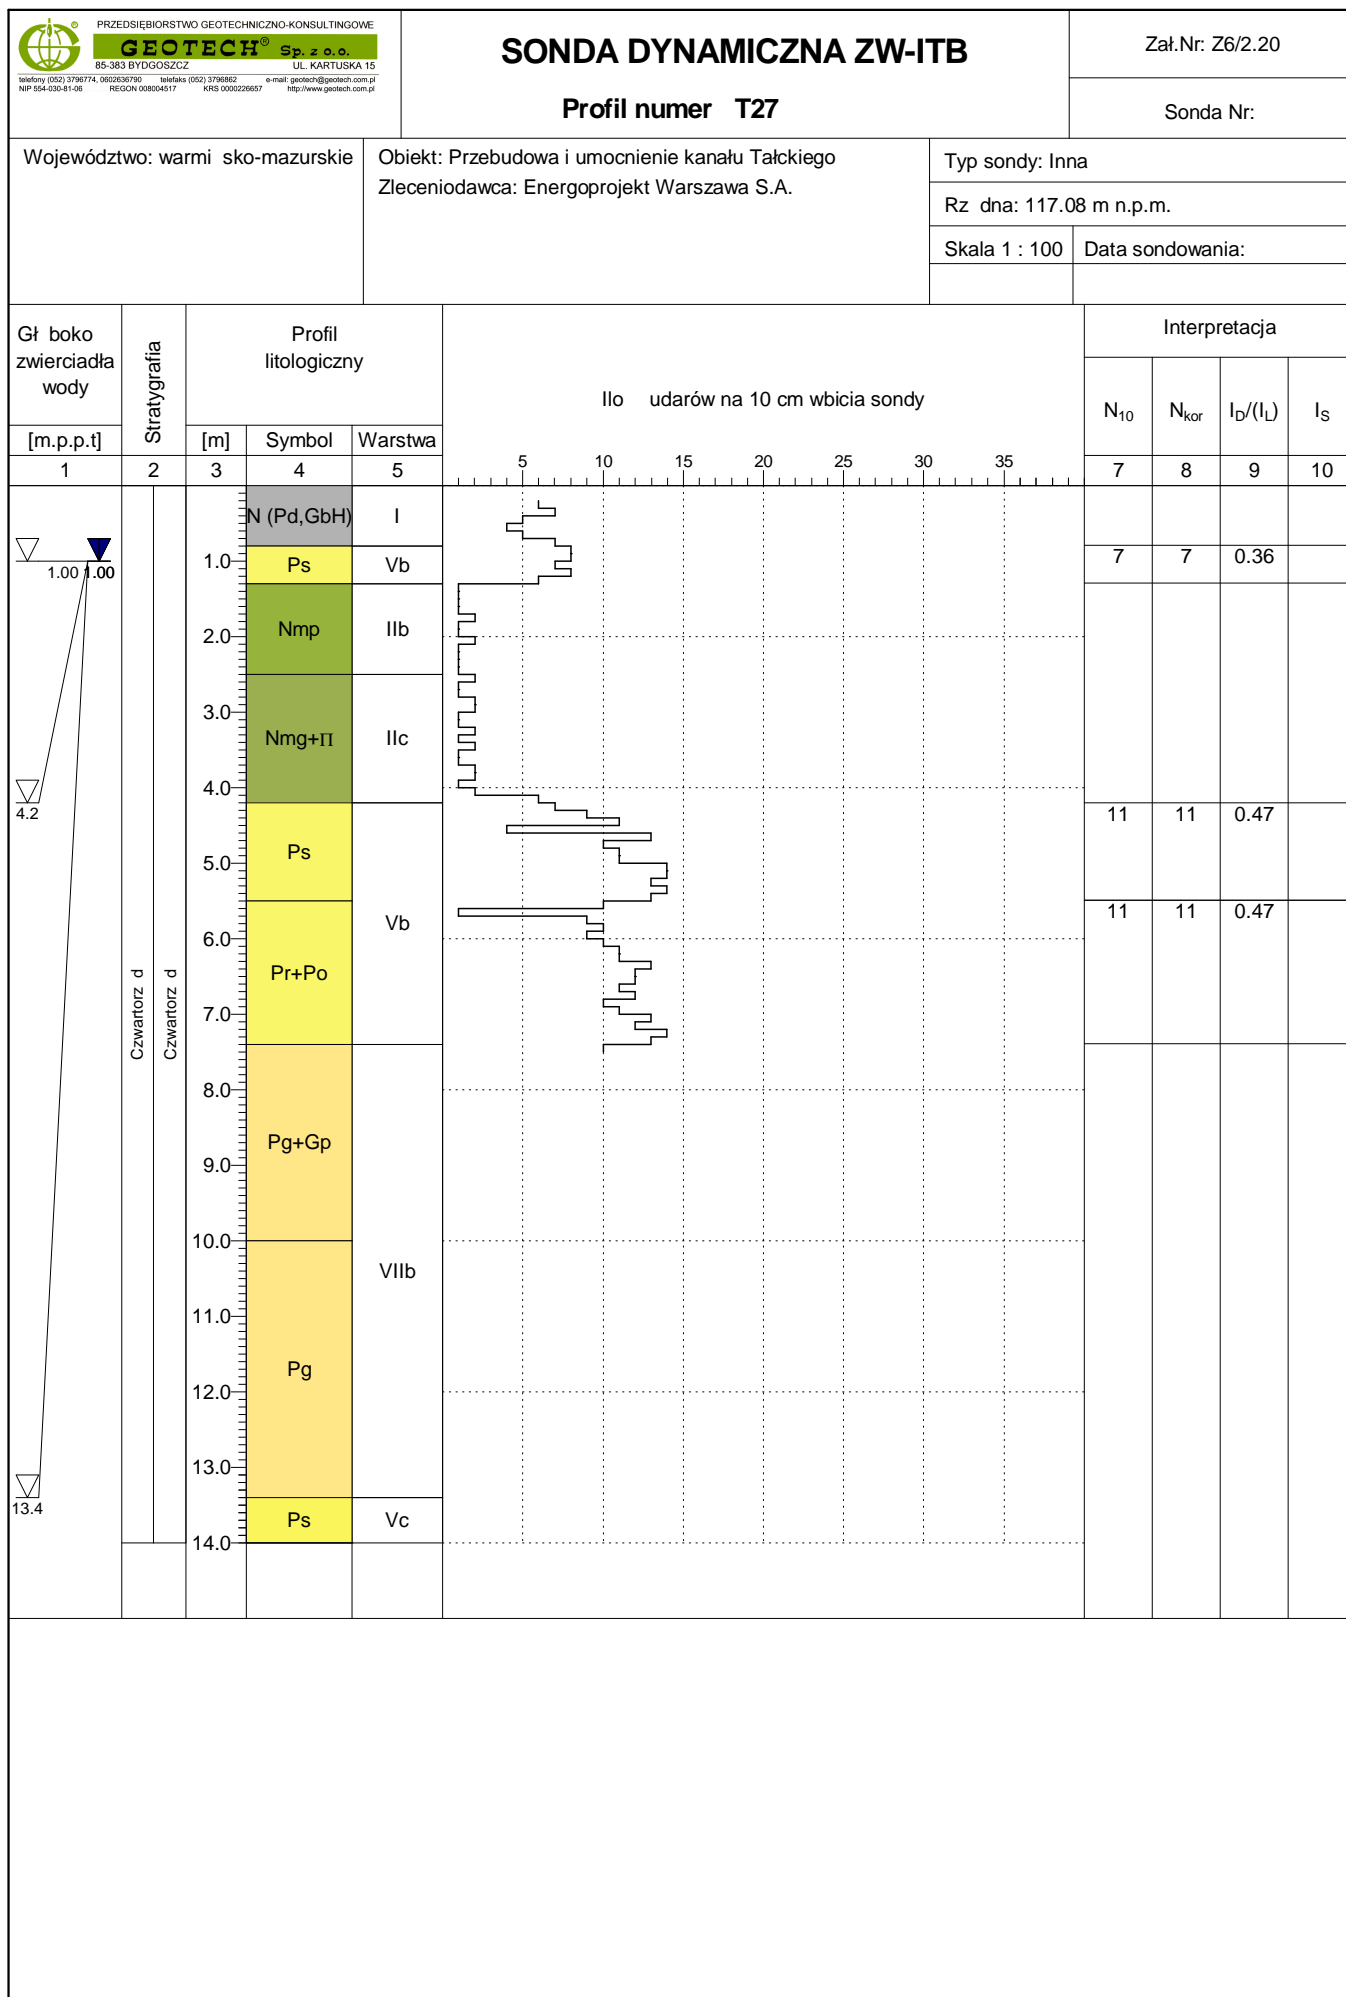 PRZEDSIĘBIORSTWO GEOTECHNICZNO-KONSULTINGOWE
GEOTECH® Sp. z o.o.
85-383 BYDGOSZCZ UL. KARTUSKA 15
telefony (052) 3796774, 0602636790 telefaks (052) 3796862 e-mail: geotech@geotech.com.pl
NIP 554-030-81-06 REGON 008004517 KRS 0000226657 http://www.geotech.com.pl
SONDA DYNAMICZNA ZW-ITB
Profil numer T27
Zał.Nr: Z6/2.20
Sonda Nr:
Województwo: warmi sko-mazurskie
Obiekt: Przebudowa i umocnienie kanału Tałckiego
Zleceniodawca: Energoprojekt Warszawa S.A.
Typ sondy: Inna
Rz dna: 117.08 m n.p.m.
Skala 1 : 100 Data sondowania:
Gł boko
zwierciadła
wody
[m.p.p.t]
Stratygrafia
Profil
litologiczny
[m] Symbol Warstwa
Ilo udarów na 10 cm wbicia sondy
Interpretacja
N10 Nkor ID/(IL) IS
1 2 3 4 5 7 8 9 10
5 10 15 20 25 30 35
N (Pd,GbH) I
1.00 1.00
1.0 Ps Vb 7 7 0.36
2.0 Nmp IIb
3.0
Nmg+Π IIc
4.0
4.2
11 11 0.47
Ps
5.0
Vb
11 11 0.47
6.0
Pr+Po
7.0
Czwartorz d
Czwartorz d
8.0
Pg+Gp
9.0
10.0
VIIb
11.0
Pg
12.0
13.0
13.4
Ps Vc
14.0